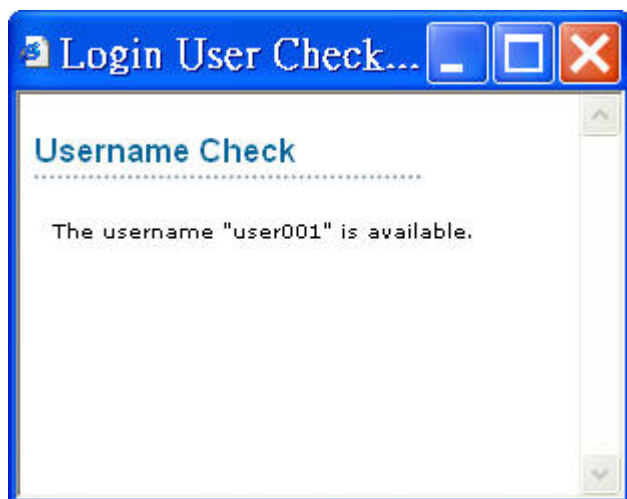 Login User Check...
Username Check
The username "user001" is available.